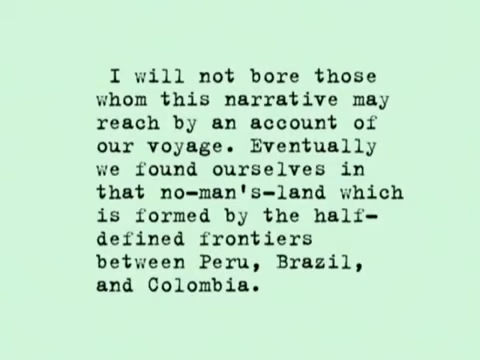 I will not bore those
whom this narrative may
reach by an account of
our voyage. Eventually
we found ourselves in
that no-man's-land which
is formed by the half-
defined frontiers
between Peru, Brazil,
and Colombia.